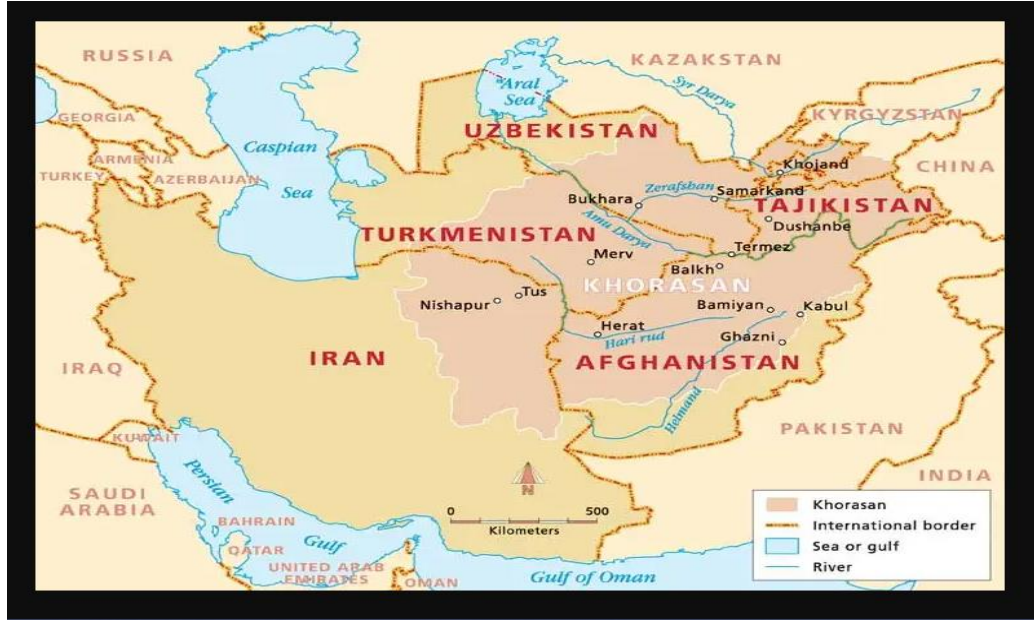 RUSSIA
KAZAKSTAN
Aral
Sea
Syr Darya
GEORGIA
UZBEKISTAN
KYRGYZSTAN
Caspian
Sea
ARMENIA
Khojand
CHINA
TURKEY
AZERBAIJAN
Zerafshan
Samarkand
Bukhara
TAJIKISTAN
Amu Darya
Dushanbe
TURKMENISTAN
Termez
Merv
Balkh
KHORASAN
Tus
Nishapur
Bamiyan
Kabul
Herat
Hari rud
Ghazni
IRAN
AFGHANISTAN
IRAQ
Helmand
PAKISTAN
KUWAIT
Persian
Gulf
INDIA
SAUDI
ARABIA
N
0
500
Kilometers
BAHRAIN
QATAR
UNITED ARAB
EMIRATES
OMAN
Gulf of Oman
Khorasan
International border
Sea or gulf
River